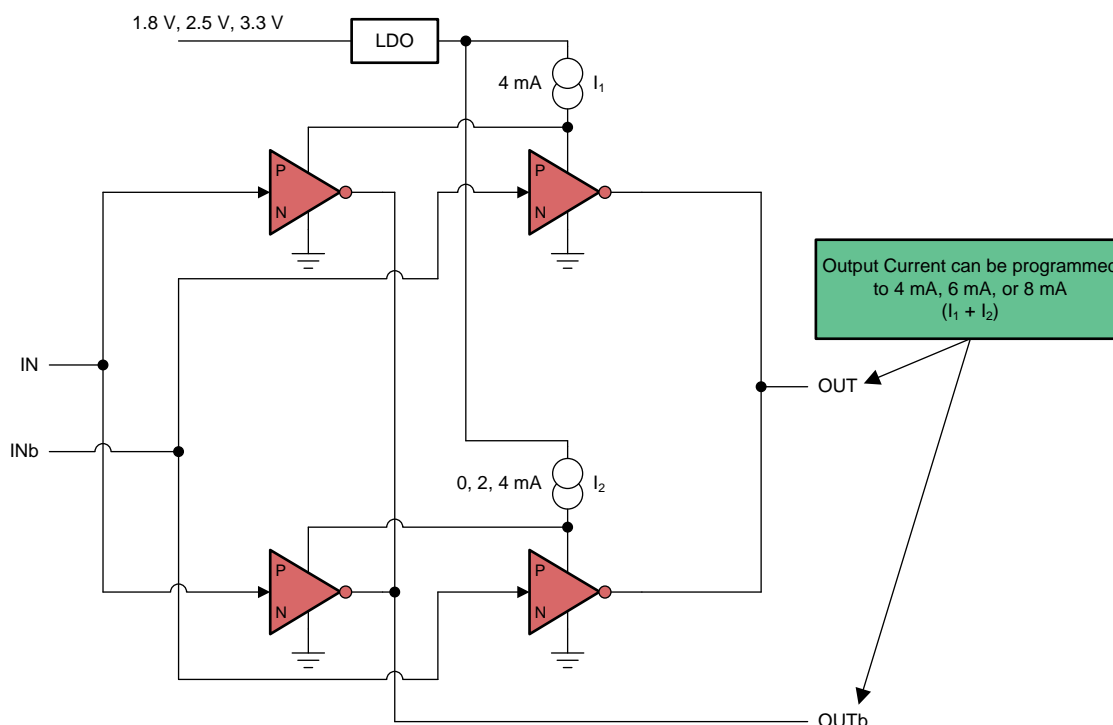 1.8 V, 2.5 V, 3.3 V
LDO
4 mA
I₁
P
N
P
N
Output Current can be programmed
to 4 mA, 6 mA, or 8 mA
(I₁ + I₂)
IN
OUT
INb
0, 2, 4 mA
I₂
P
N
P
N
OUTb